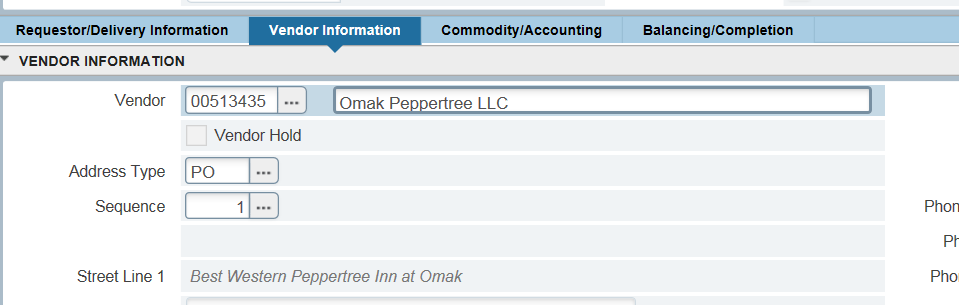 Requestor/Delivery Information Vendor Information Commodity/Accounting Balancing/Completion
VENDOR INFORMATION
Vendor 00513435 ... Omak Peppertree LLC
Vendor Hold
Address Type PO ...
Sequence 1 ...
Phon
Ph
Street Line 1 Best Western Peppertree Inn at Omak
Pho